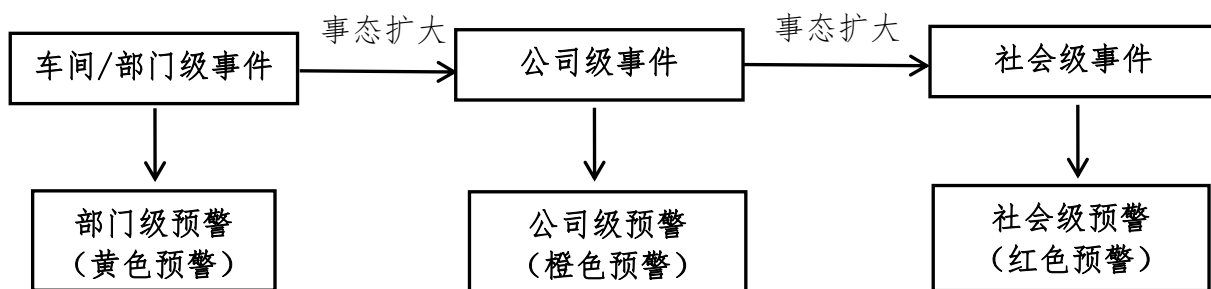 事态扩大
事态扩大
车间/部门级事件
公司级事件
社会级事件
部门级预警
（黄色预警）
公司级预警
（橙色预警）
社会级预警
（红色预警）